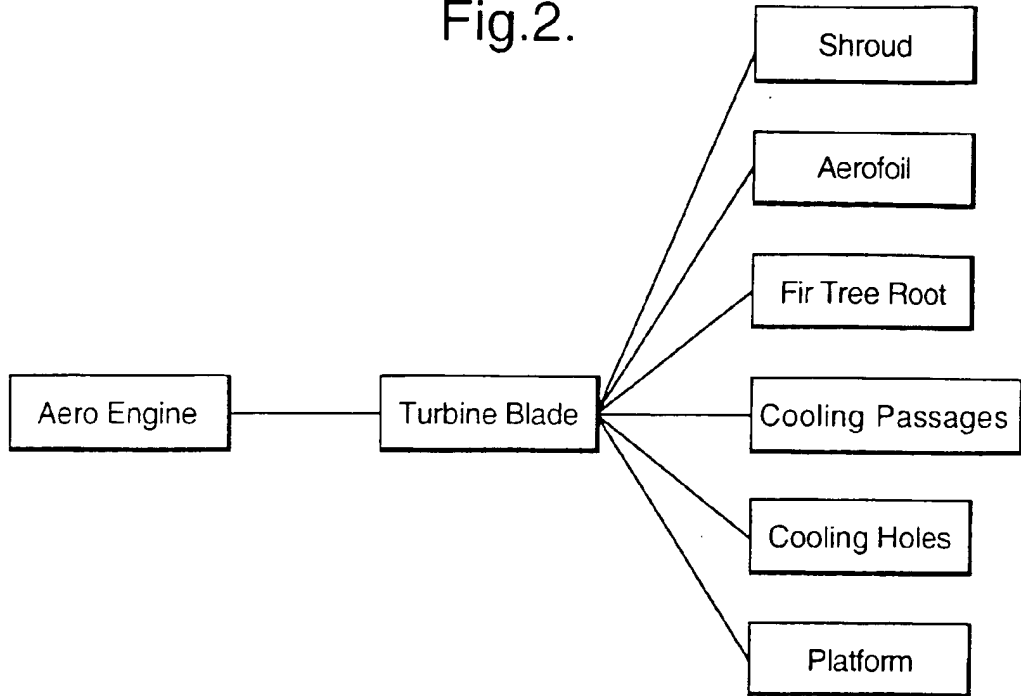 Fig.2.
Shroud
Aerofoil
Fir Tree Root
Aero Engine
Turbine Blade
Cooling Passages
Cooling Holes
Platform